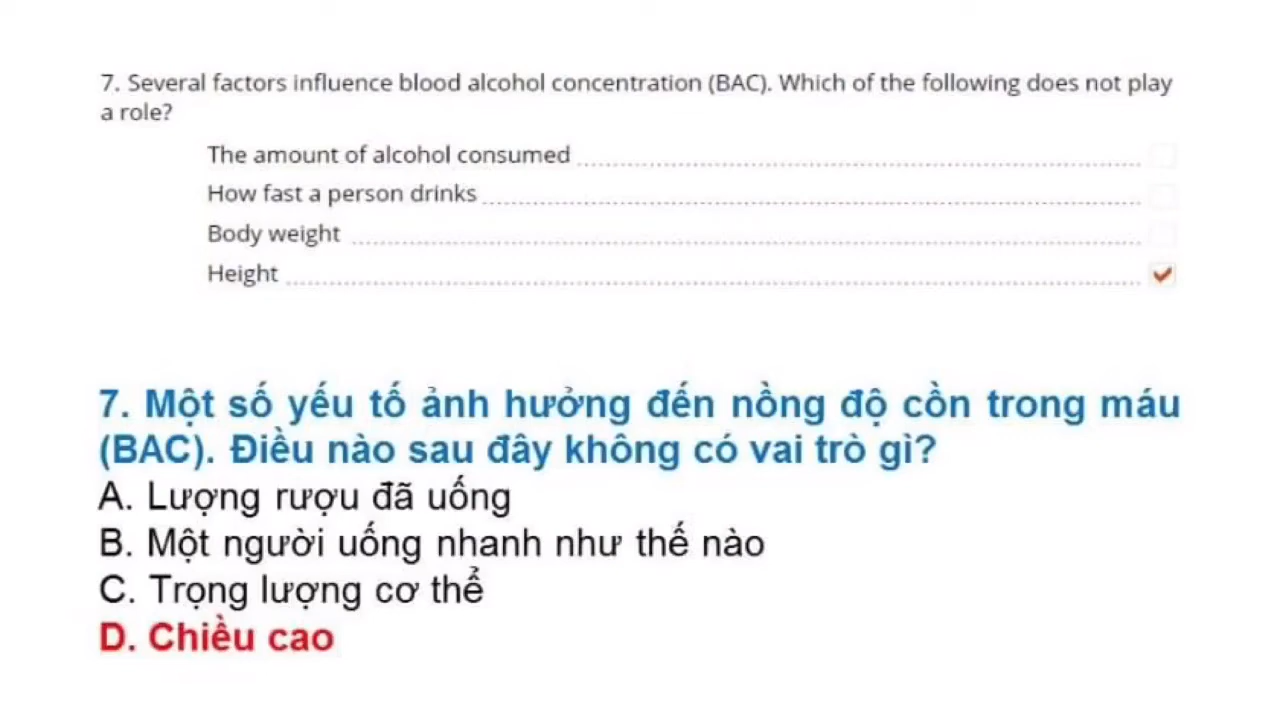 7. Several factors influence blood alcohol concentration (BAC). Which of the following does not play
a role?
The amount of alcohol consumed
How fast a person drinks
Body weight
Height
7. Một số yếu tố ảnh hưởng đến nồng độ cồn trong máu
(BAC). Điều nào sau đây không có vai trò gì?
A. Lượng rượu đã uống
B. Một người uống nhanh như thế nào
C. Trọng lượng cơ thể
D. Chiều cao